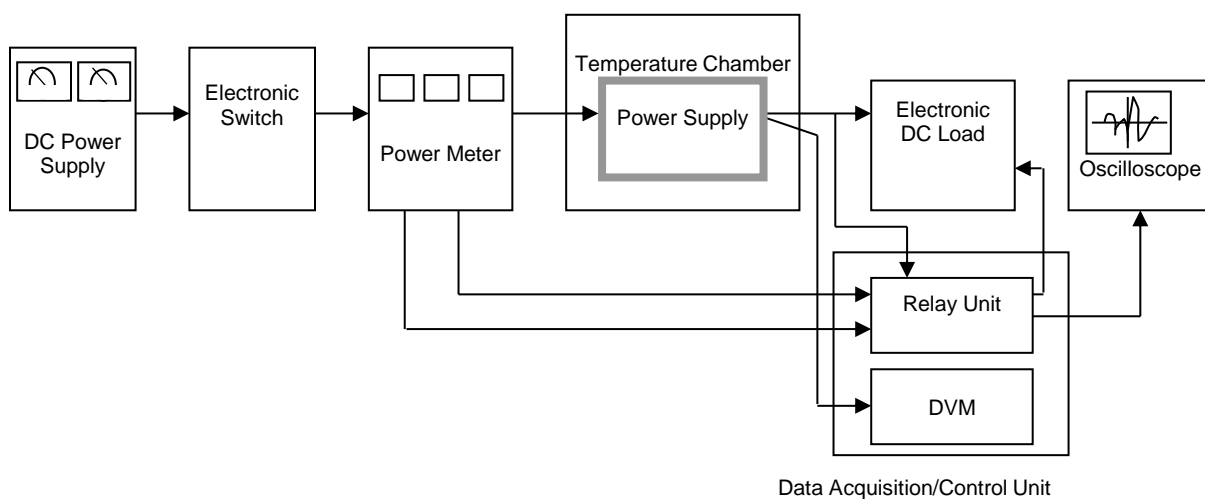 DC Power
Supply
Electronic
Switch
Power Meter
Temperature Chamber
Power Supply
Electronic
DC Load
Oscilloscope
Relay Unit
DVM
Data Acquisition/Control Unit